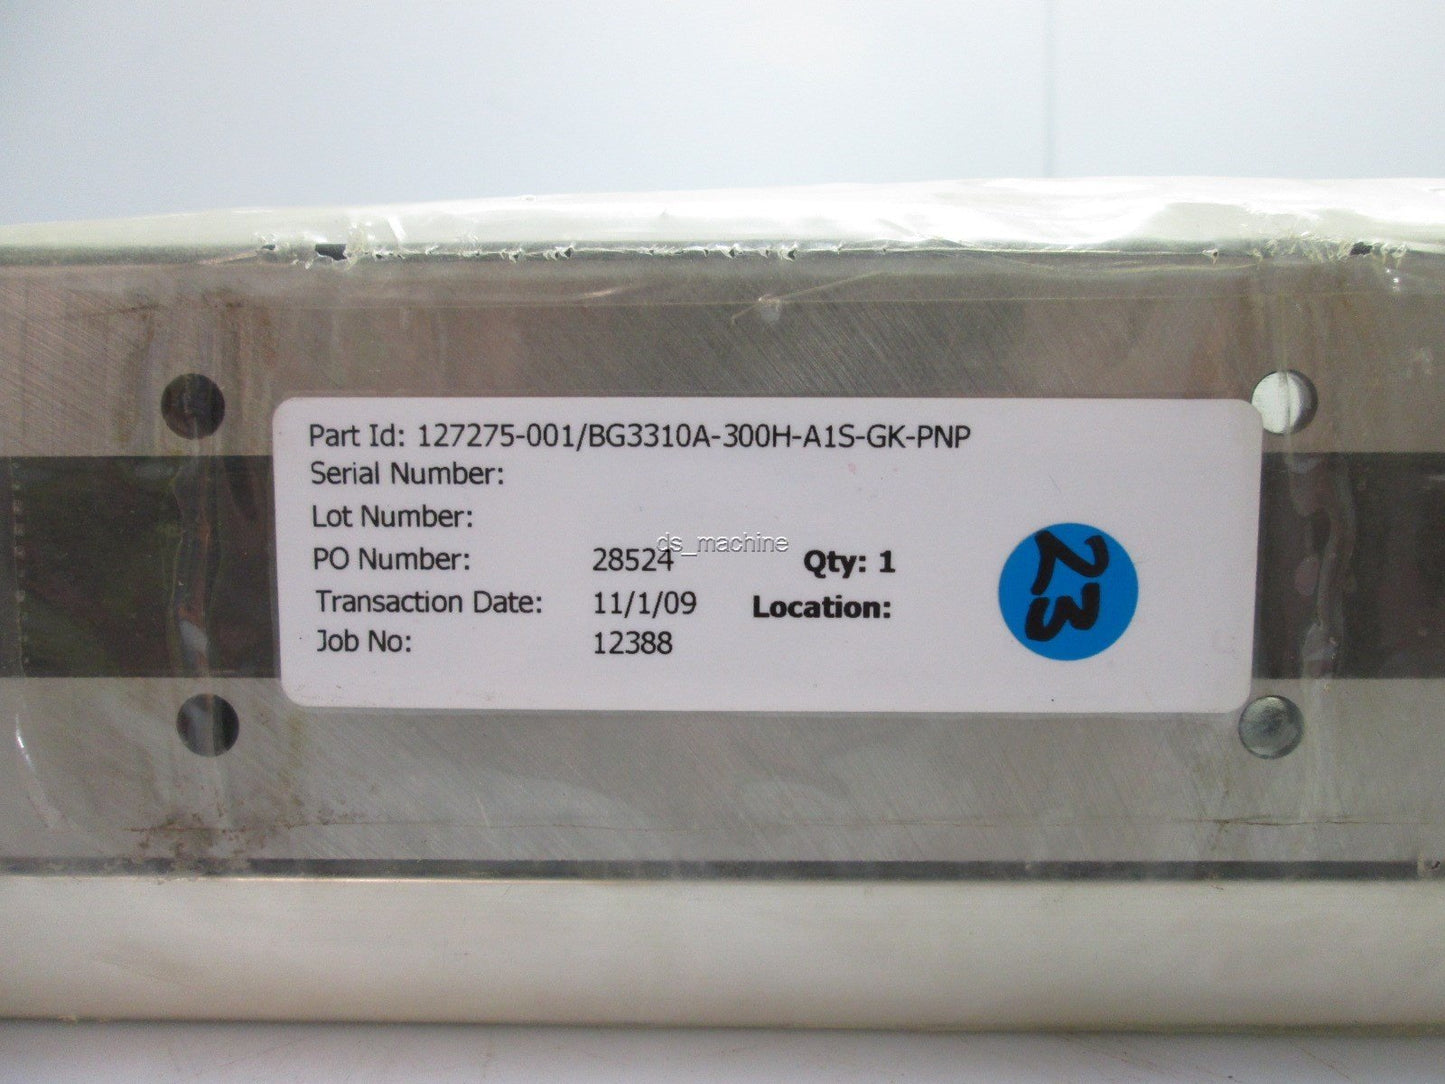 Part Id: 127275-001/BG3310A-300H-A1S-GK-PNP
Serial Number:
Lot Number:
PO Number: 28524 Qty: 1
Transaction Date: 11/1/09 Location:
Job No: 12388
ds_machine
23